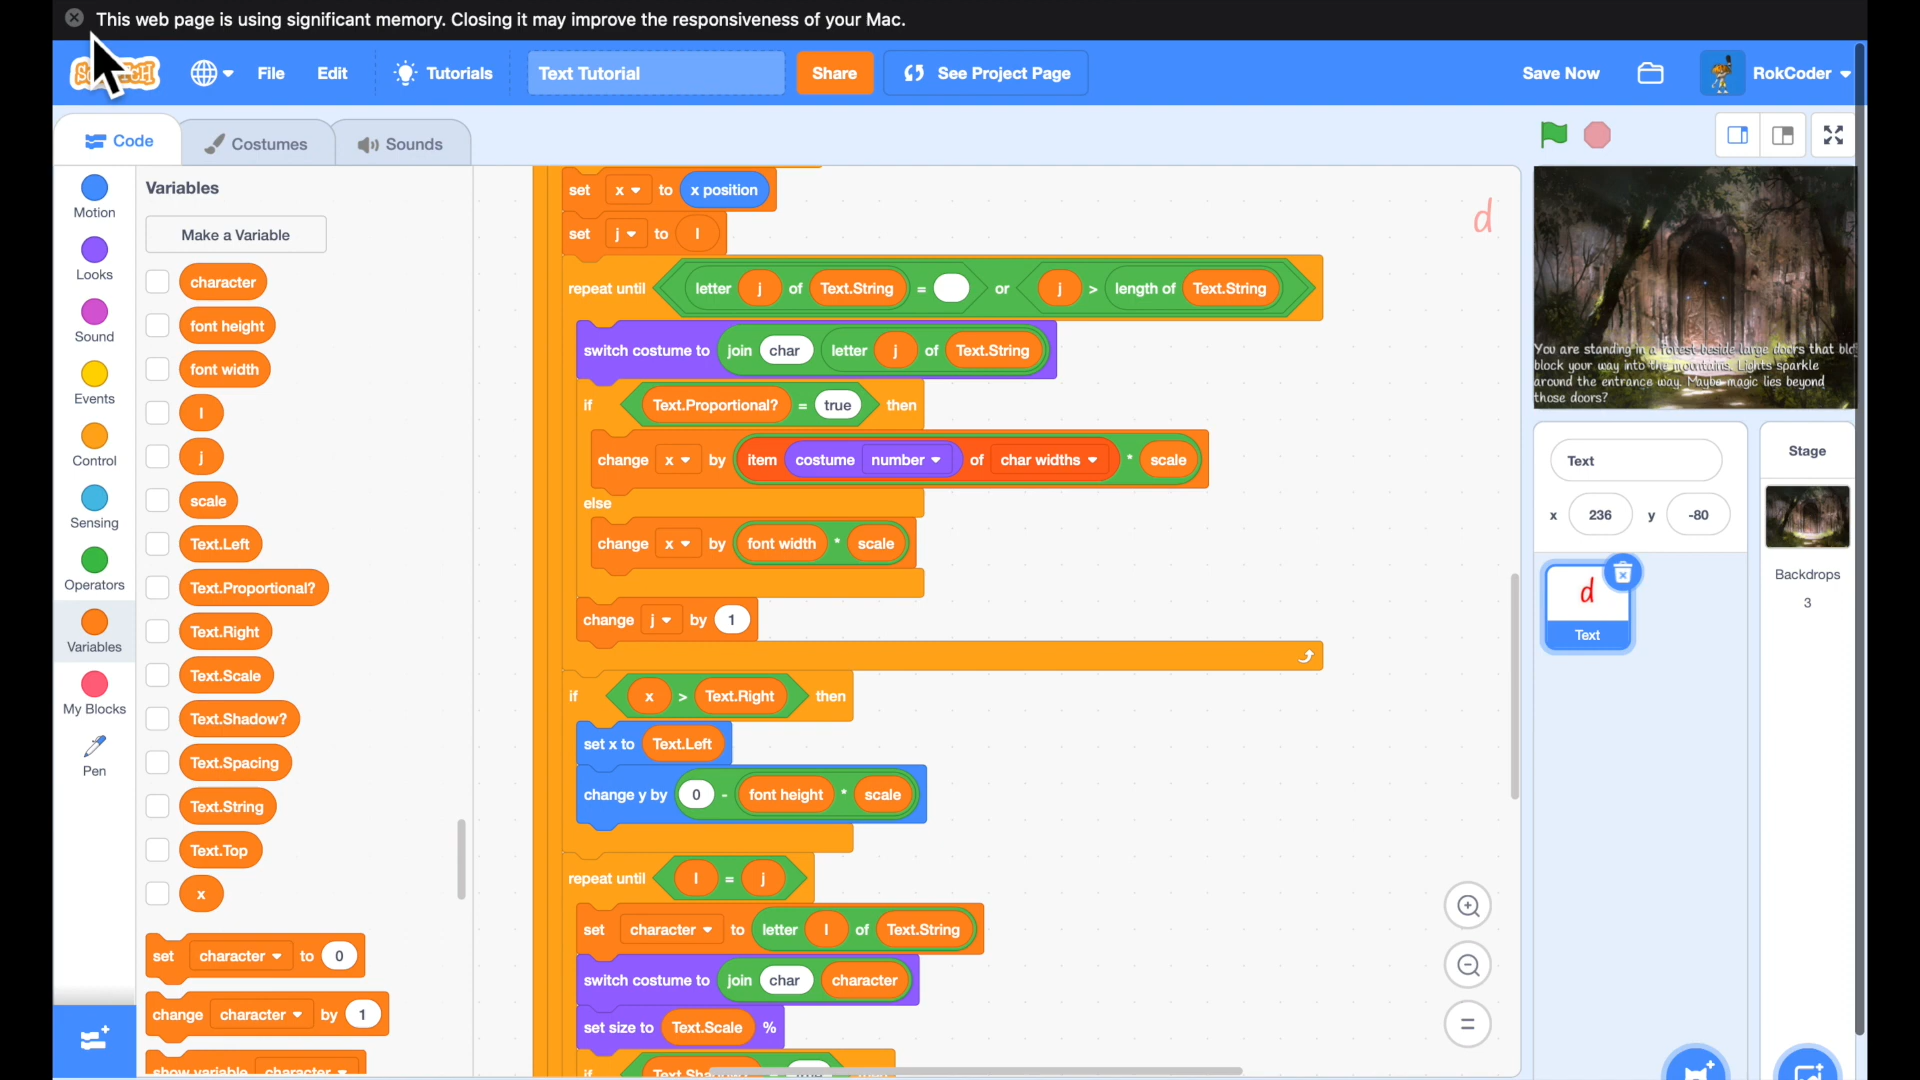 This web page is using significant memory. Closing it may improve the responsiveness of your Mac.
File Edit Tutorials Text Tutorial Share See Project Page Save Now RokCoder
Code Costumes Sounds
Motion
Looks
Sound
Events
Control
Sensing
Operators
Variables
My Blocks
Pen
Variables
Make a Variable
character
font height
font width
I
j
scale
Text.Left
Text.Proportional?
Text.Right
Text.Scale
Text.Shadow?
Text.Spacing
Text.String
Text.Top
x
set character to 0
change character by 1
show variable character
set x to x position
set j to I
repeat until letter j of Text.String = or j > length of Text.String
switch costume to join char letter j of Text.String
if Text.Proportional? = true then
change x by item costume number of char widths * scale
else
change x by font width * scale
change j by 1
if x > Text.Right then
set x to Text.Left
change y by 0 - font height * scale
repeat until I = j
set character to letter I of Text.String
switch costume to join char character
set size to Text.Scale %
if
d
You are standing in a forest beside large doors that blo
block your way into the mountains. Lights sparkle
around the entrance way. Maybe magic lies beyond
those doors?
Text
x 236 y -80
d
Text
Stage
Backdrops
3